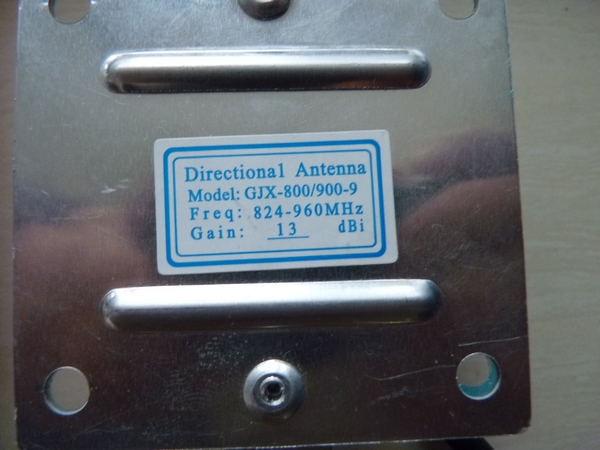 Directional Antenna
Model: GJX-800/900-9
Freq: 824-960MHz
Gain: 13 dBi